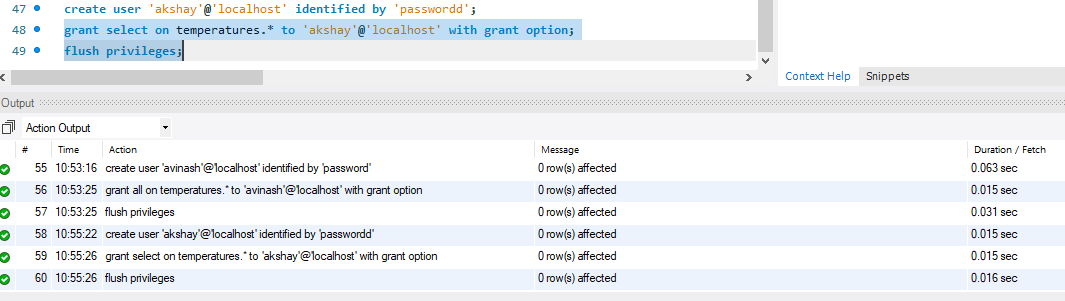 47 create user 'akshay'@'localhost' identified by 'passwordd';
48 grant select on temperatures.* to 'akshay'@'localhost' with grant option;
49 flush privileges;
Context Help Snippets
Output
Action Output
# Time Action Message Duration / Fetch
55 10:53:16 create user 'avinash'@'localhost' identified by 'password' 0 row(s) affected 0.063 sec
56 10:53:25 grant all on temperatures.* to 'avinash'@'localhost' with grant option 0 row(s) affected 0.015 sec
57 10:53:25 flush privileges 0 row(s) affected 0.031 sec
58 10:55:22 create user 'akshay'@'localhost' identified by 'passwordd' 0 row(s) affected 0.015 sec
59 10:55:26 grant select on temperatures.* to 'akshay'@'localhost' with grant option 0 row(s) affected 0.015 sec
60 10:55:26 flush privileges 0 row(s) affected 0.016 sec